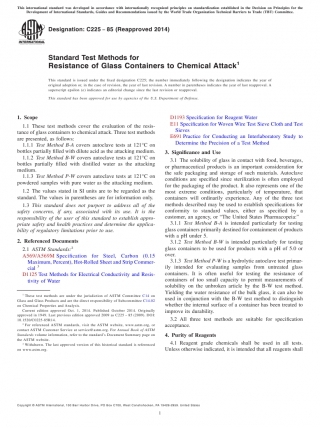 This international standard was developed in accordance with internationally recognized principles on standardization established in the Decision on Principles for the
Development of International Standards, Guides and Recommendations issued by the World Trade Organization Technical Barriers to Trade (TBT) Committee.
Designation: C225 – 85 (Reapproved 2014)
INTERNATIONAL
Standard Test Methods for
Resistance of Glass Containers to Chemical Attack1
This standard is issued under the fixed designation C225; the number immediately following the designation indicates the year of
original adoption or, in the case of revision, the year of last revision. A number in parentheses indicates the year of last reapproval. A
superscript epsilon (ε) indicates an editorial change since the last revision or reapproval.
This standard has been approved for use by agencies of the U.S. Department of Defense.
1. Scope
1.1 These test methods cover the evaluation of the resis-
tance of glass containers to chemical attack. Three test methods
are presented, as follows:
1.1.1 Test Method B-A covers autoclave tests at 121°C on
bottles partially filled with dilute acid as the attacking medium.
1.1.2 Test Method B-W covers autoclave tests at 121°C on
bottles partially filled with distilled water as the attacking
medium.
1.1.3 Test Method P-W covers autoclave tests at 121°C on
powdered samples with pure water as the attacking medium.
1.2 The values stated in SI units are to be regarded as the
standard. The values in parentheses are for information only.
1.3 This standard does not purport to address all of the
safety concerns, if any, associated with its use. It is the
responsibility of the user of this standard to establish appro-
priate safety and health practices and determine the applica-
bility of regulatory limitations prior to use.
2. Referenced Documents
2.1 ASTM Standards:2
A569/A569M Specification for Steel, Carbon (0.15
Maximum, Percent), Hot-Rolled Sheet and Strip Commer-
cial3
D1125 Test Methods for Electrical Conductivity and Resis-
tivity of Water
D1193 Specification for Reagent Water
E11 Specification for Woven Wire Test Sieve Cloth and Test
Sieves
E691 Practice for Conducting an Interlaboratory Study to
Determine the Precision of a Test Method
3. Significance and Use
3.1 The solubility of glass in contact with food, beverages,
or pharmaceutical products is an important consideration for
the safe packaging and storage of such materials. Autoclave
conditions are specified since sterilization is often employed
for the packaging of the product. It also represents one of the
most extreme conditions, particularly of temperature, that
containers will ordinarily experience. Any of the three test
methods described may be used to establish specifications for
conformity to standard values, either as specified by a
customer, an agency, or “The United States Pharmacopeia:”
3.1.1 Test Method B-A is intended particularly for testing
glass containers primarily destined for containment of products
with a pH under 5.
3.1.2 Test Method B-W is intended particularly for testing
glass containers to be used for products with a pH of 5.0 or
over.
3.1.3 Test Method P-W is a hydrolytic autoclave test primar-
ily intended for evaluating samples from untreated glass
containers. It is often useful for testing the resistance of
containers of too small capacity to permit measurements of
solubility on the unbroken article by the B-W test method.
Yielding the water resistance of the bulk glass, it can also be
used in conjunction with the B-W test method to distinguish
whether the internal surface of a container has been treated to
improve its durability.
3.2 All three test methods are suitable for specification
acceptance.
4. Purity of Reagents
4.1 Reagent grade chemicals shall be used in all tests.
Unless otherwise indicated, it is intended that all reagents shall
1 These test methods are under the jurisdiction of ASTM Committee C14 on
Glass and Glass Products and are the direct responsibility of Subcommittee C14.02
on Chemical Properties and Analysis.
Current edition approved Oct. 1, 2014. Published October 2014. Originally
approved in 1949. Last previous edition approved 2009 as C225 – 85 (2009). DOI:
10.1520/C0225-85R14.
2 For referenced ASTM standards, visit the ASTM website, www.astm.org, or
contact ASTM Customer Service at service@astm.org. For Annual Book of ASTM
Standards volume information, refer to the standard's Document Summary page on
the ASTM website.
3 Withdrawn. The last approved version of this historical standard is referenced
on www.astm.org.
Copyright © ASTM International, 100 Barr Harbor Drive, PO Box C700, West Conshohocken, PA 19428-2959. United States
1